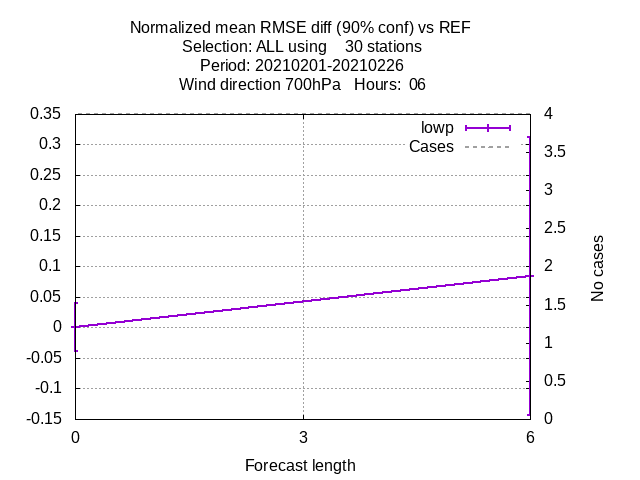 Normalized mean RMSE diff (90% conf) vs REF
Selection: ALL using    30 stations
Period: 20210201-20210226
Wind direction 700hPa   Hours:  06
lowp
Cases
0.35
0.3
0.25
0.2
0.15
0.1
0.05
0
-0.05
-0.1
-0.15
4
3.5
3
2.5
2
1.5
1
0.5
0
No cases
0 3 6
Forecast length